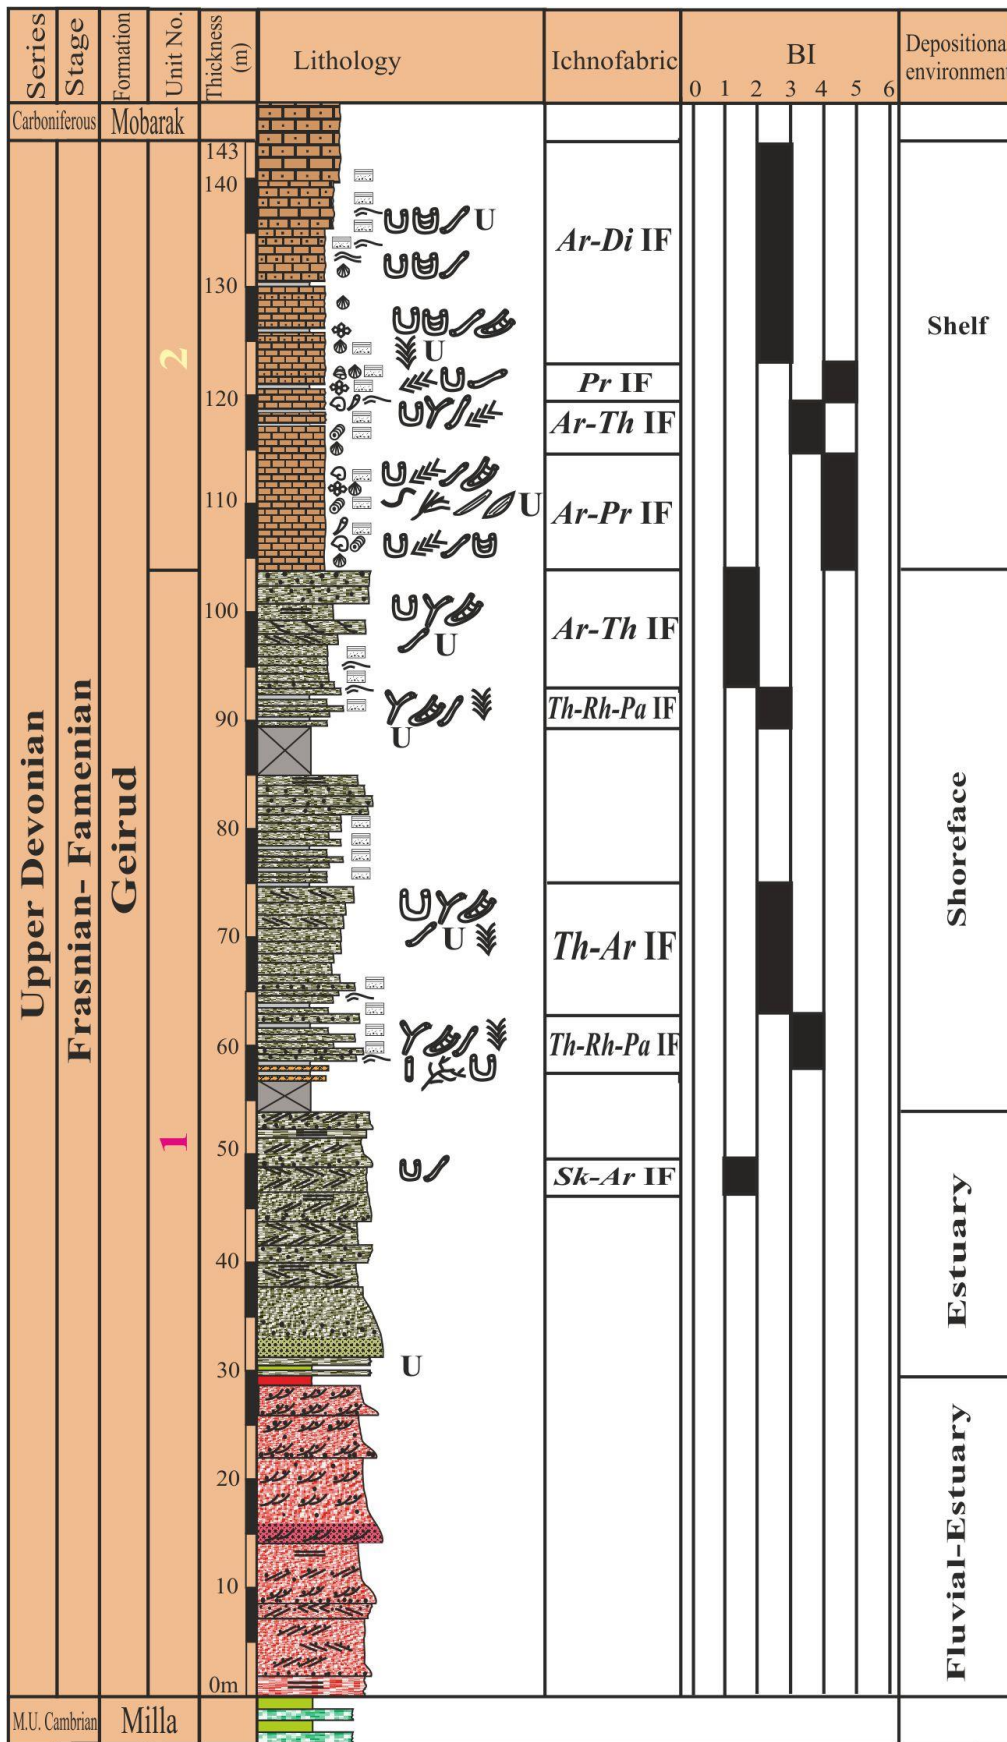 Series
Stage
Formation
Unit No.
Thickness
(m)
Lithology
Ichnofabric
BI
0 1 2 3 4 5 6
Depositiona
environmen
Carboniferous
Mobarak
Upper Devonian
Frasnian- Famenian
Geirud
2
1
143
140
130
120
110
100
90
80
70
60
50
40
30
20
10
0m
U
U
U
U
U
U
U
Ar-Di IF
Pr IF
Ar-Th IF
Ar-Pr IF
Ar-Th IF
Th-Rh-Pa IF
Th-Ar IF
Th-Rh-Pa IF
Sk-Ar IF
Shelf
Shoreface
Estuary
Fluvial-Estuary
M.U. Cambrian
Milla